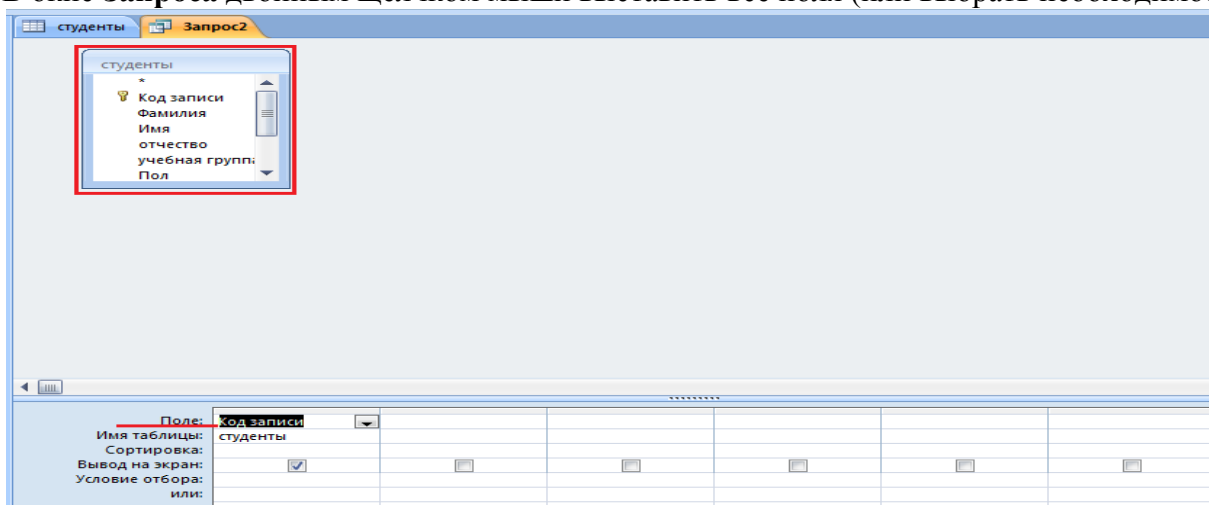 студенты Запрос2
студенты
*
Код записи
Фамилия
Имя
отчество
учебная групп
Пол
Поле: Код записи
Имя таблицы: студенты
Сортировка:
Вывод на экран:
Условие отбора:
или: